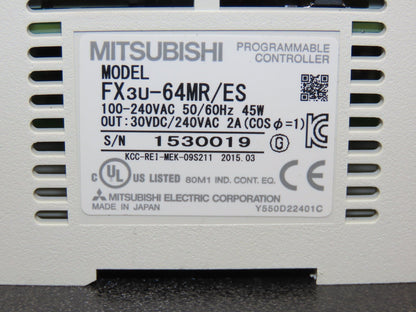 MITSUBISHI
PROGRAMMABLE
CONTROLLER
MODEL
FX3U-64MR/ES
100-240VAC 50/60Hz 45W
OUT:30VDC/240VAC 2A(COSφ=1)
S/N 1530019 G
KCC-REI-MEK-09S211 2015.03
c UL US LISTED 80M1 IND. CONT. EQ. CE
MITSUBISHI ELECTRIC CORPORATION
MADE IN JAPAN Y550D22401C